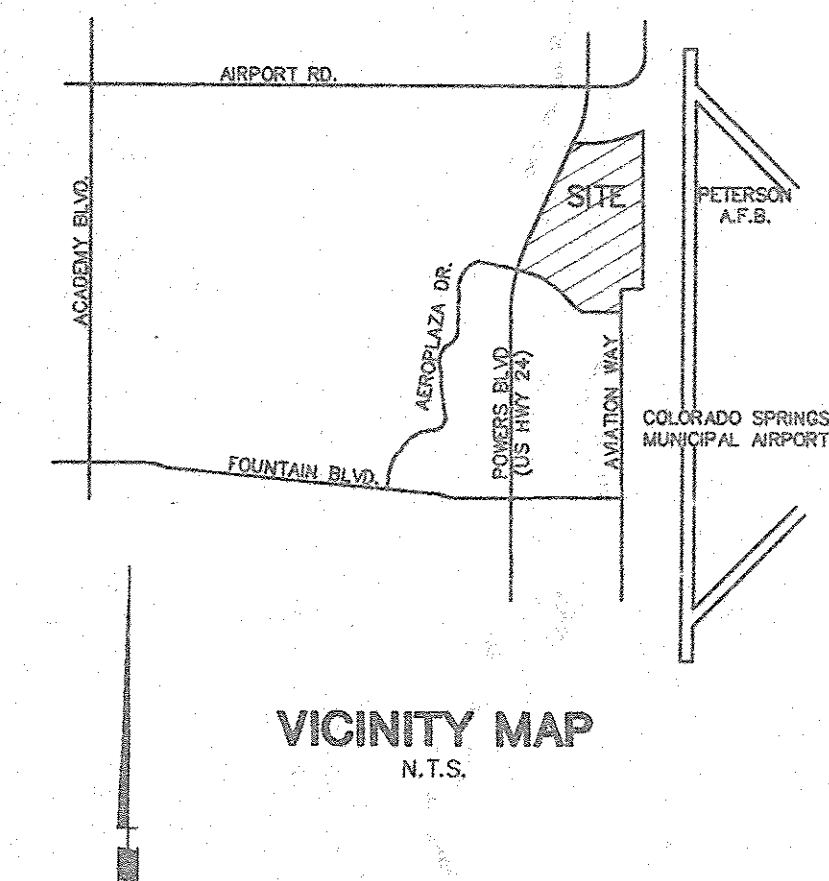 AIRPORT RD.
ACADEMY BLVD.
SITE
PETERSON
A.F.B.
AEROPLAZA DR.
POWERS BLVD
(US HWY 24)
AVIATION WAY
COLORADO SPRINGS
MUNICIPAL AIRPORT
FOUNTAIN BLVD.
VICINITY MAP
N.T.S.